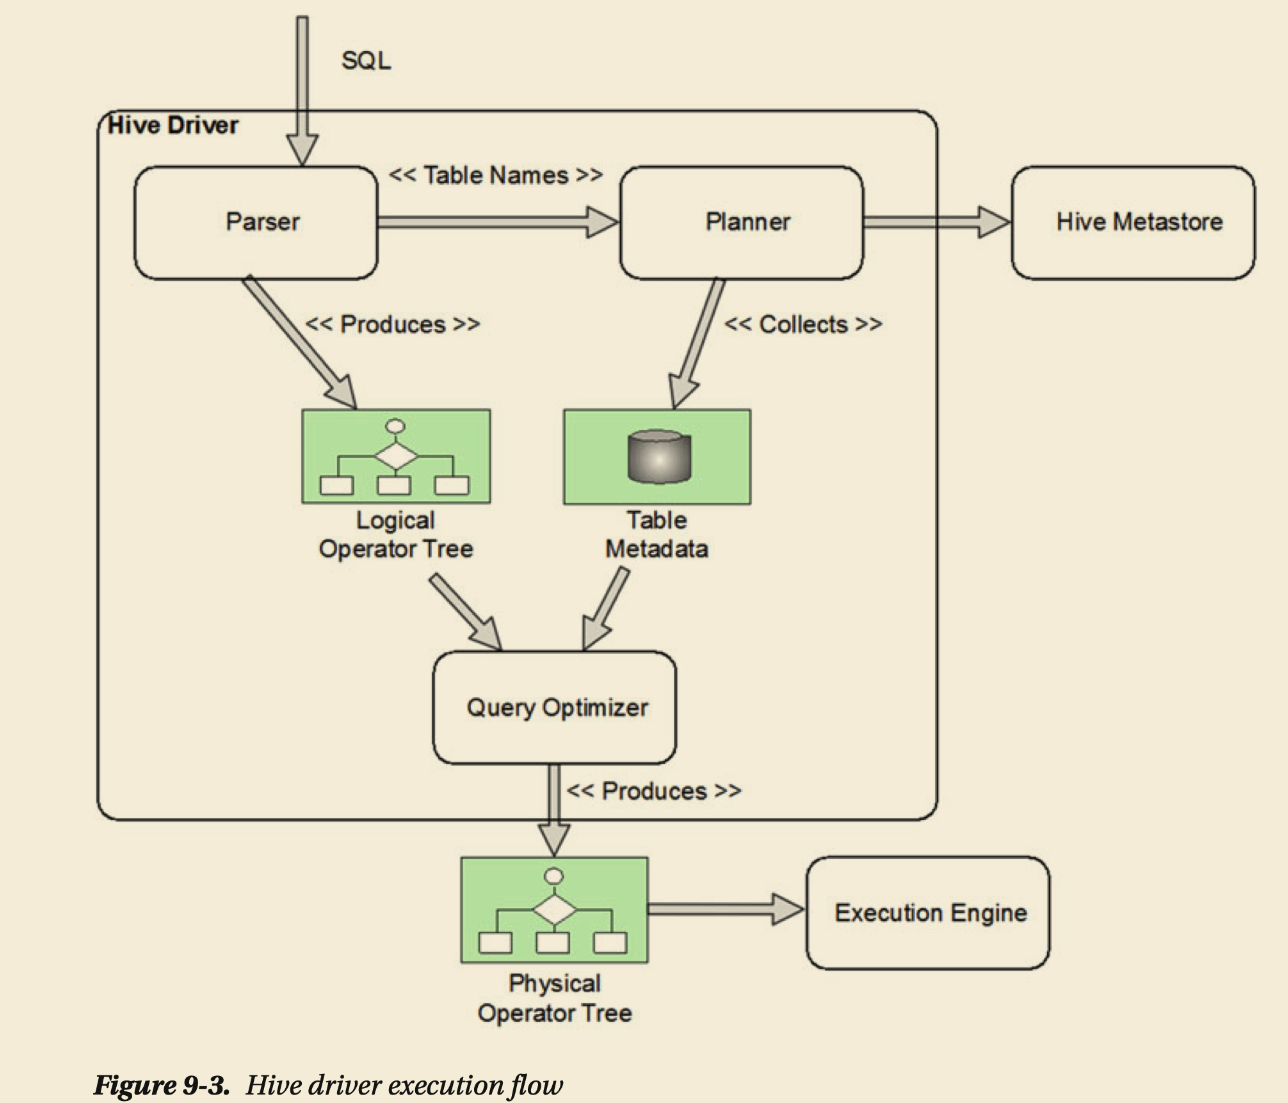 SQL
Hive Driver
<< Table Names >>
Parser
Planner
Hive Metastore
<< Produces >>
<< Collects >>
Logical
Operator Tree
Table
Metadata
Query Optimizer
<< Produces >>
Execution Engine
Physical
Operator Tree
Figure 9-3. Hive driver execution flow